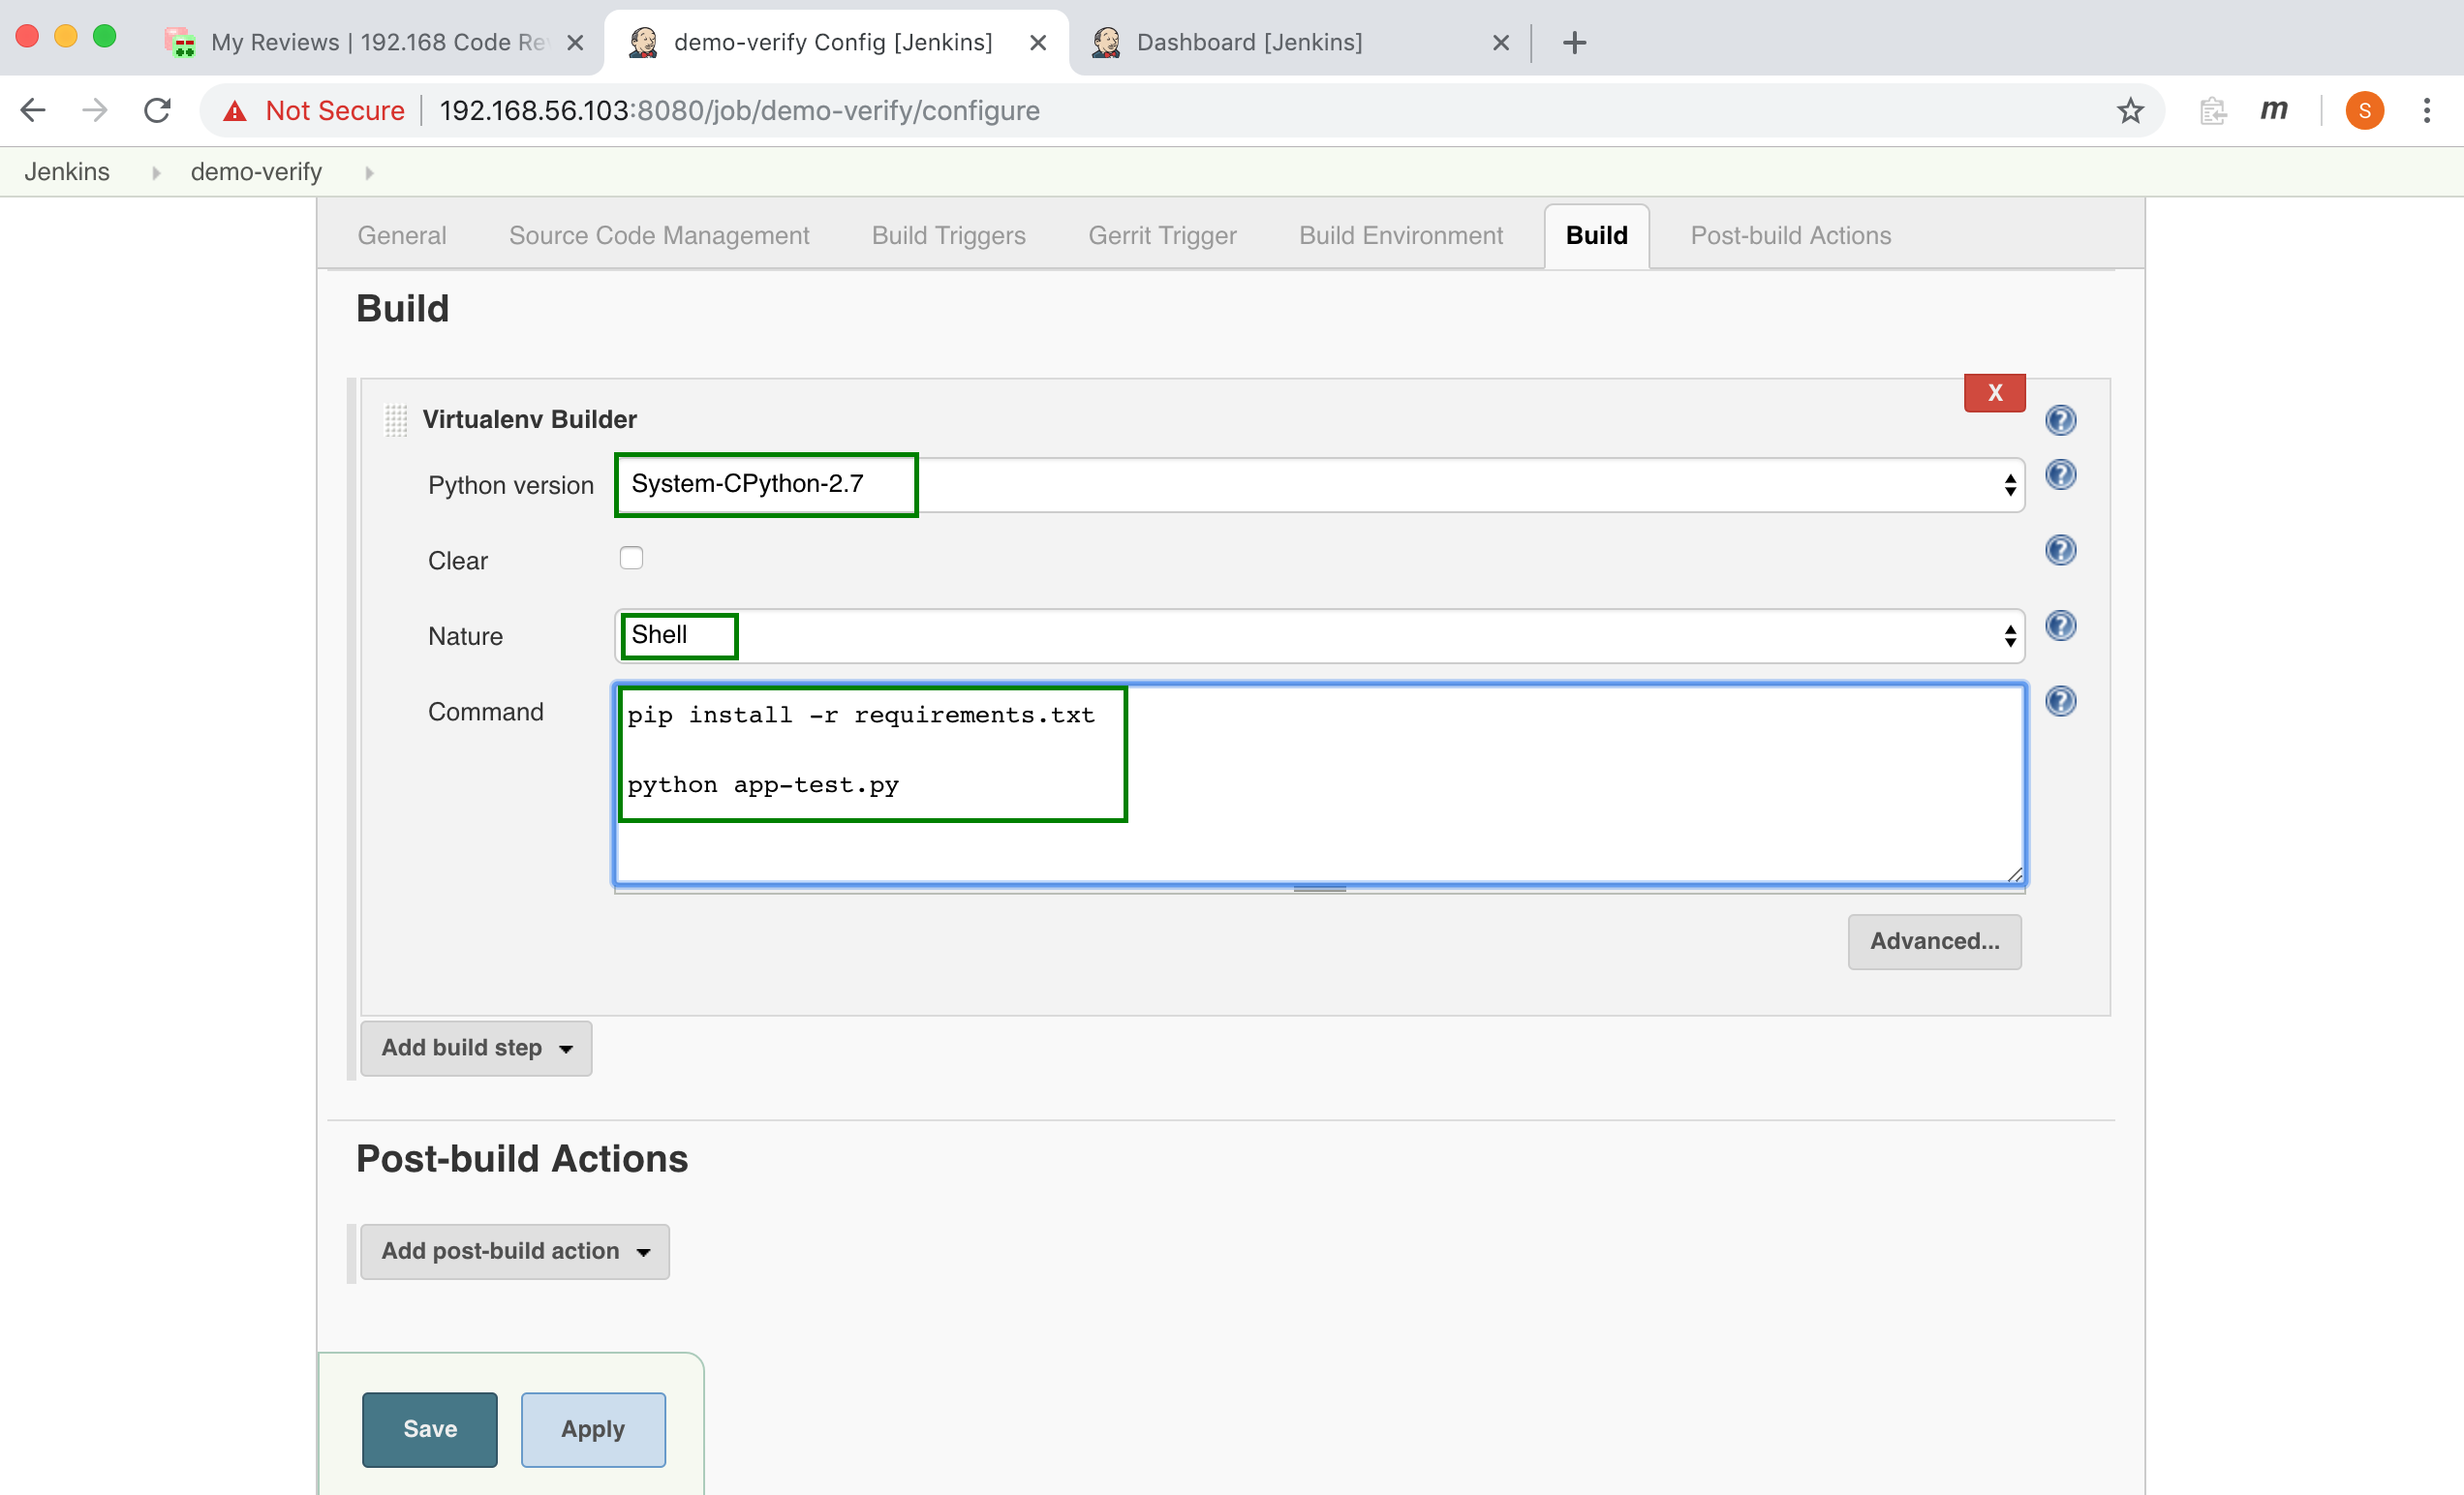 My Reviews | 192.168 Code Re
demo-verify Config [Jenkins]
Dashboard [Jenkins]
Not Secure 192.168.56.103:8080/job/demo-verify/configure
m
S
Jenkins demo-verify
General Source Code Management Build Triggers Gerrit Trigger Build Environment Build Post-build Actions
Build
X
Virtualenv Builder
?
Python version System-CPython-2.7
?
Clear
?
Nature Shell
?
Command
?
pip install -r requirements.txt
python app-test.py
Advanced...
Add build step
Post-build Actions
Add post-build action
Save Apply